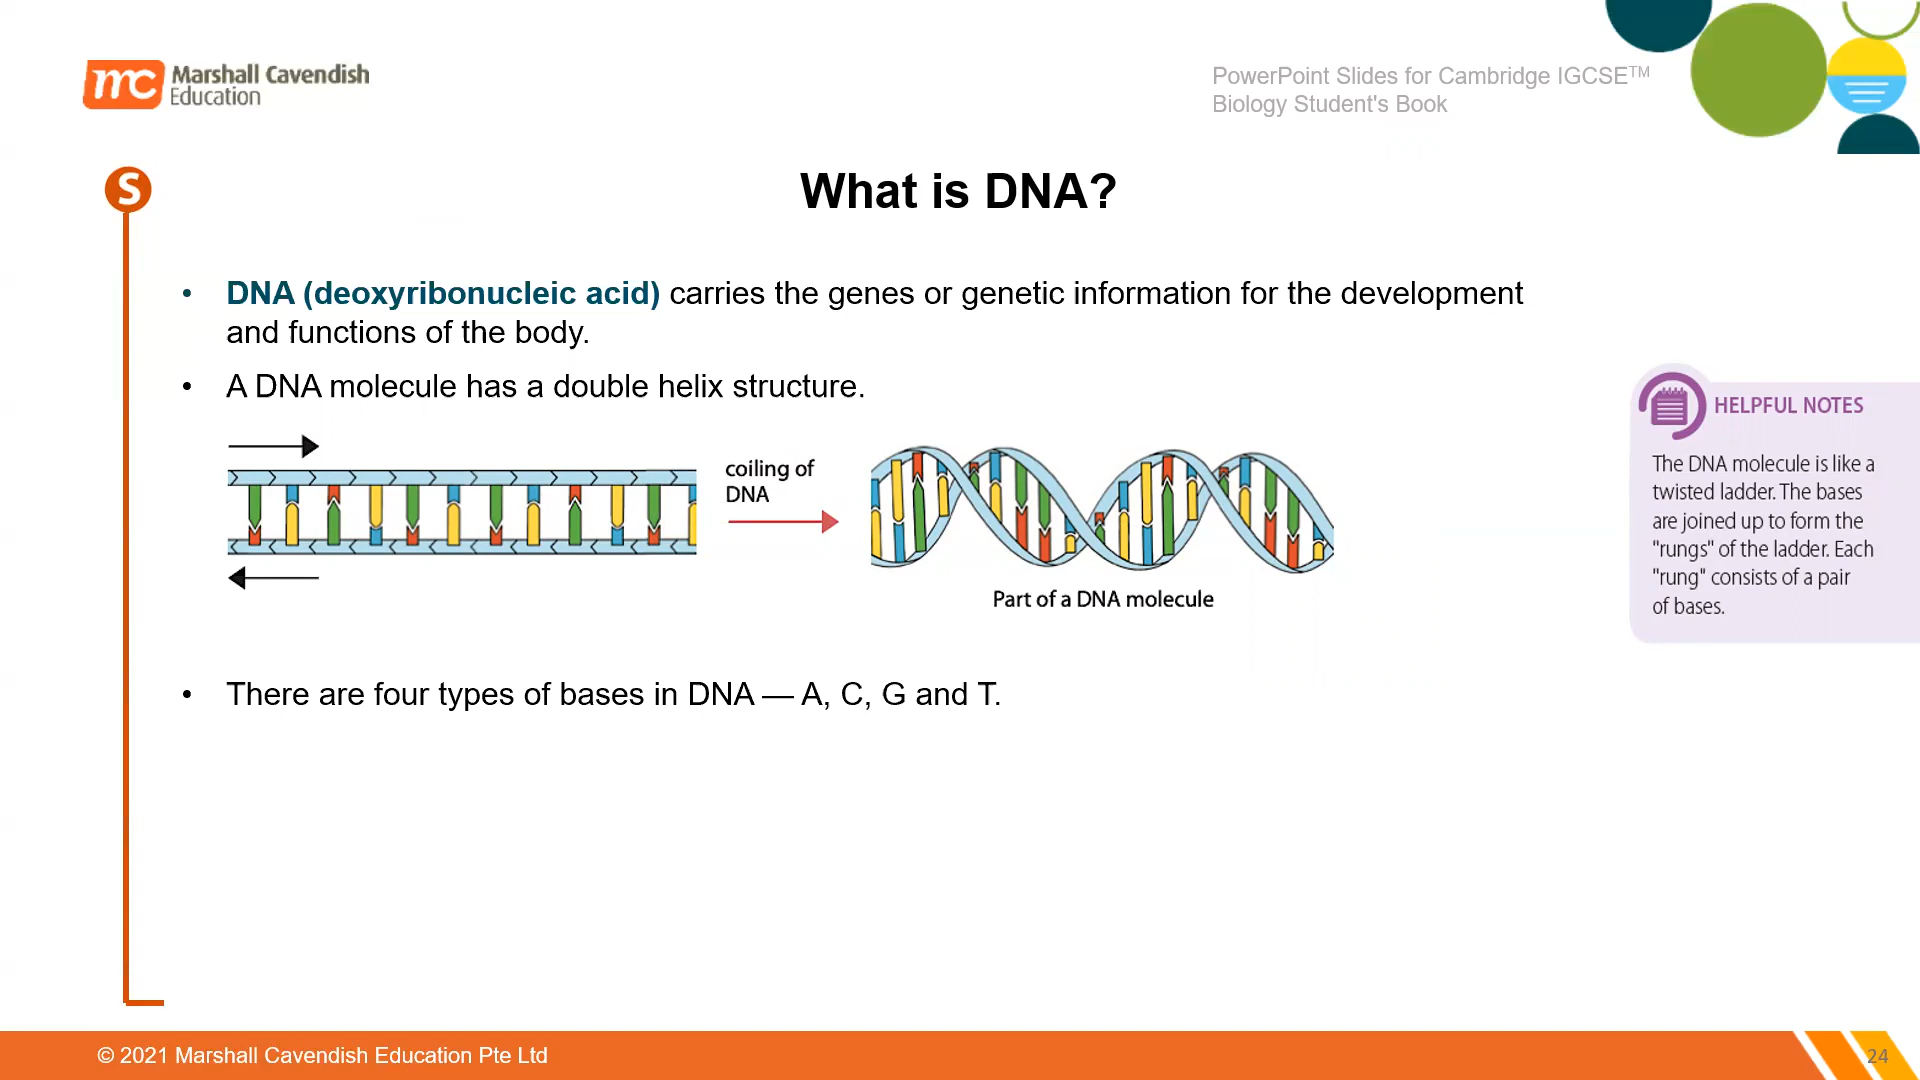 mc Marshall Cavendish
Education
PowerPoint Slides for Cambridge IGCSE™
Biology Student's Book
S
What is DNA?
• DNA (deoxyribonucleic acid) carries the genes or genetic information for the development
and functions of the body.
• A DNA molecule has a double helix structure.
coiling of
DNA
Part of a DNA molecule
HELPFUL NOTES
The DNA molecule is like a
twisted ladder. The bases
are joined up to form the
"rungs" of the ladder. Each
"rung" consists of a pair
of bases.
• There are four types of bases in DNA — A, C, G and T.
© 2021 Marshall Cavendish Education Pte Ltd
24